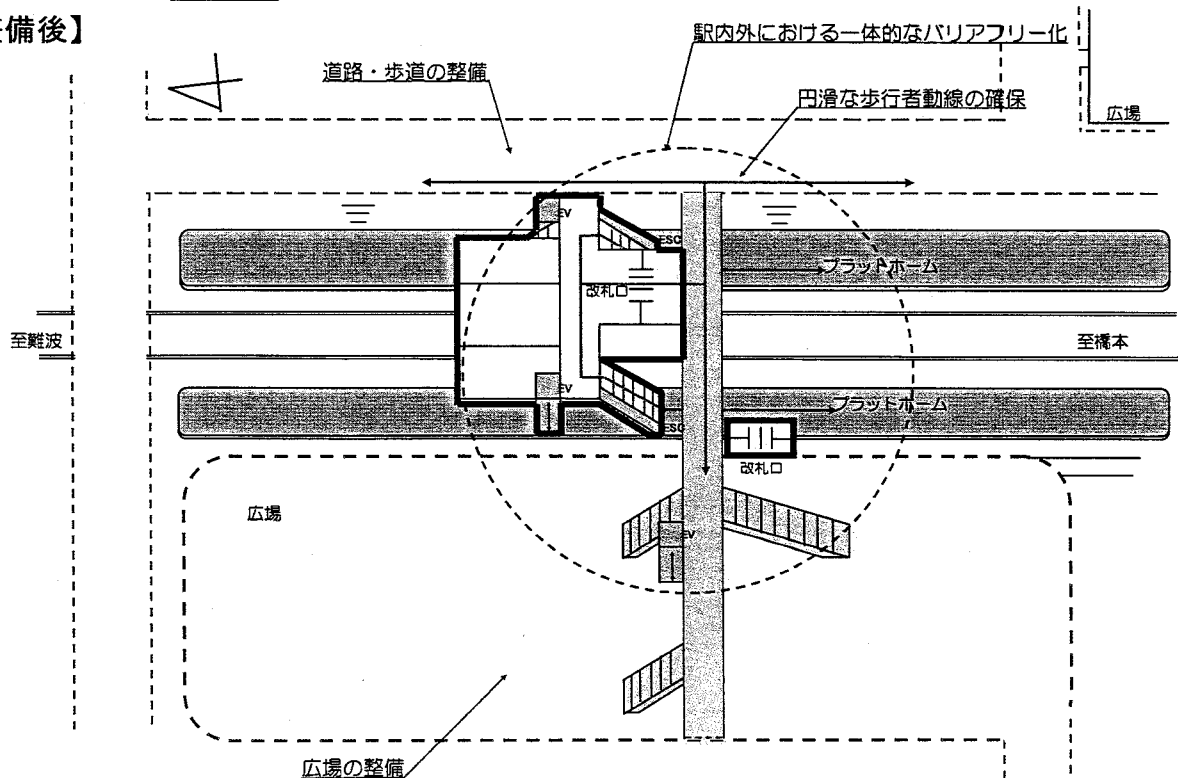 備後】
駅内外における一体的なバリアフリー化
道路・歩道の整備
円滑な歩行者動線の確保
広場
EV
ESC
プラットホーム
改札口
至難波
至橋本
EV
プラットホーム
ESC
改札口
広場
EV
広場の整備